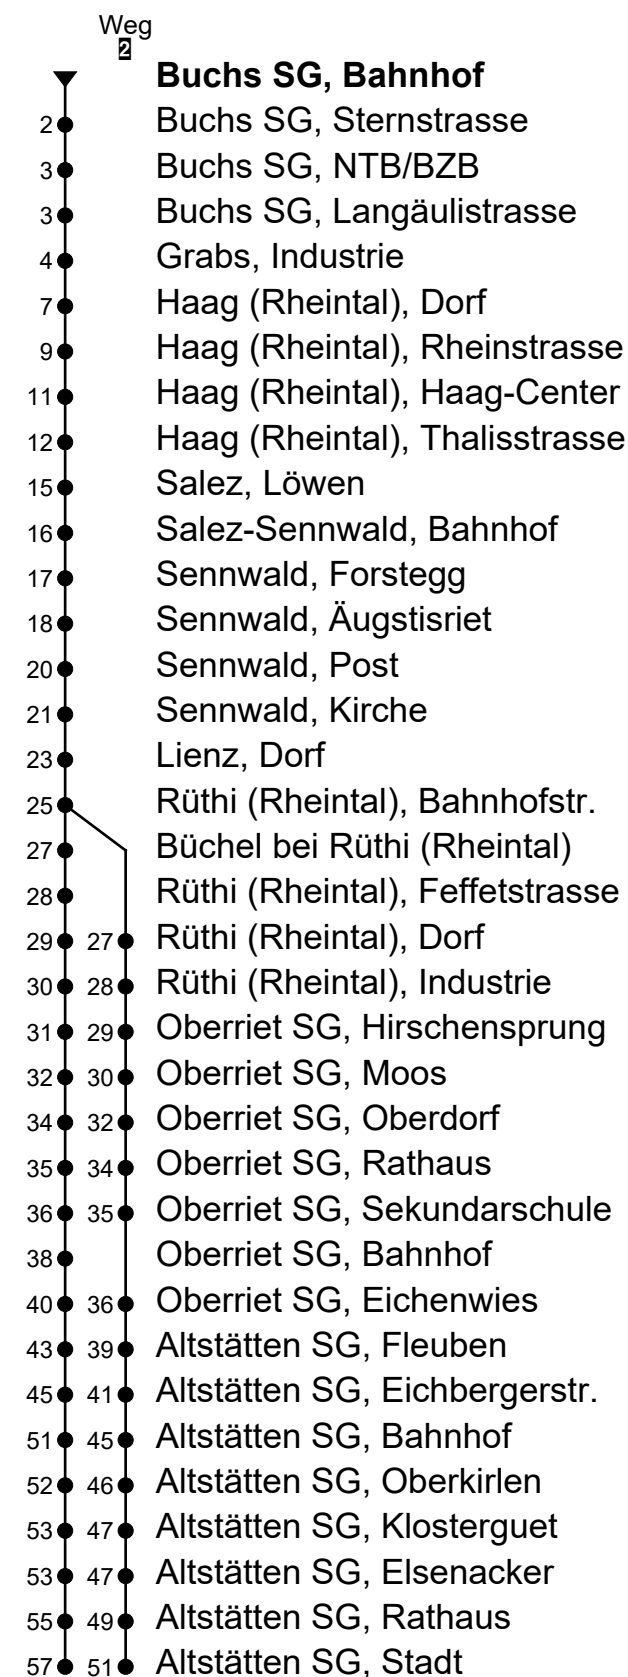 Weg
2
Buchs SG, Bahnhof
2 Buchs SG, Sternstrasse
3 Buchs SG, NTB/BZB
3 Buchs SG, Langäulistrasse
4 Grabs, Industrie
7 Haag (Rheintal), Dorf
9 Haag (Rheintal), Rheinstrasse
11 Haag (Rheintal), Haag-Center
12 Haag (Rheintal), Thalisstrasse
15 Salez, Löwen
16 Salez-Sennwald, Bahnhof
17 Sennwald, Forstegg
18 Sennwald, Äugstisriet
20 Sennwald, Post
21 Sennwald, Kirche
23 Lienz, Dorf
25 Rüthi (Rheintal), Bahnhofstr.
27 Büchel bei Rüthi (Rheintal)
28 Rüthi (Rheintal), Feffetstrasse
29 27 Rüthi (Rheintal), Dorf
30 28 Rüthi (Rheintal), Industrie
31 29 Oberriet SG, Hirschensprung
32 30 Oberriet SG, Moos
34 32 Oberriet SG, Oberdorf
35 34 Oberriet SG, Rathaus
36 35 Oberriet SG, Sekundarschule
38 Oberriet SG, Bahnhof
40 36 Oberriet SG, Eichenwies
43 39 Altstätten SG, Fleuben
45 41 Altstätten SG, Eichbergerstr.
51 45 Altstätten SG, Bahnhof
52 46 Altstätten SG, Oberkirlen
53 47 Altstätten SG, Klosterguet
53 47 Altstätten SG, Elsenacker
55 49 Altstätten SG, Rathaus
57 51 Altstätten SG, Stadt